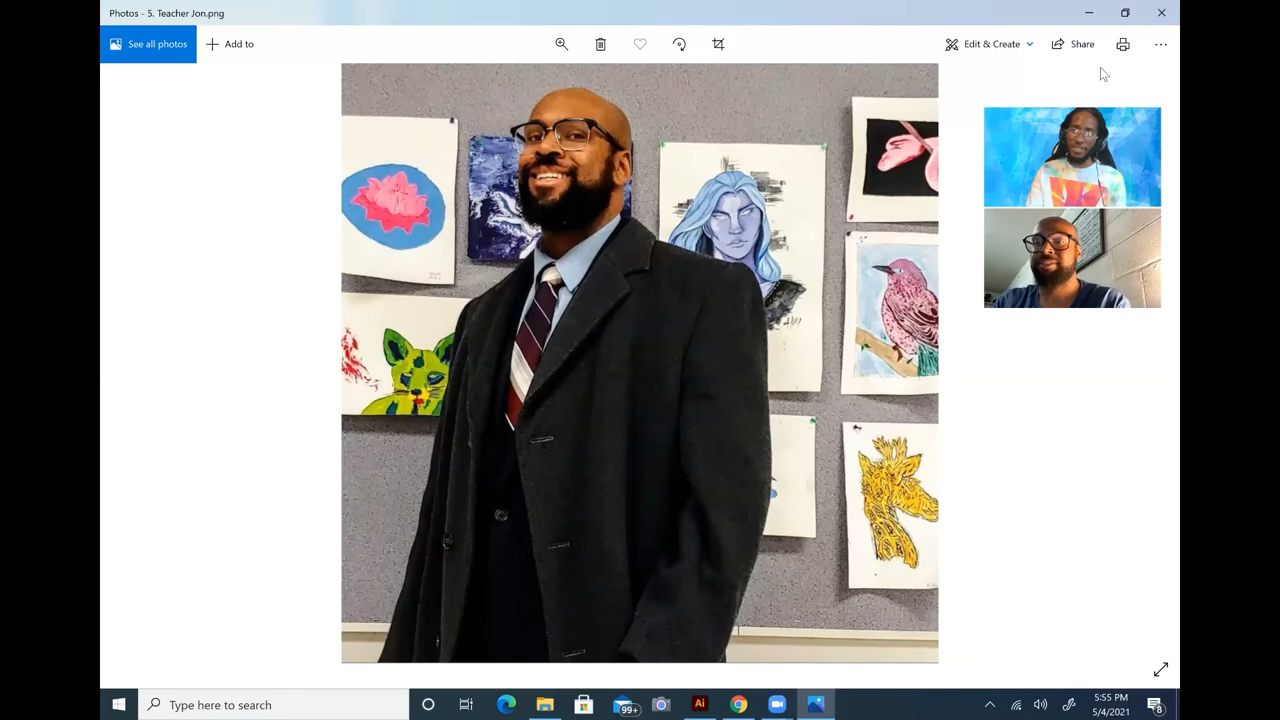 Photos - 5. Teacher Jon.png
See all photos
Add to
Edit & Create
Share
Type here to search
99+
Ai
5:55 PM
5/4/2021
8